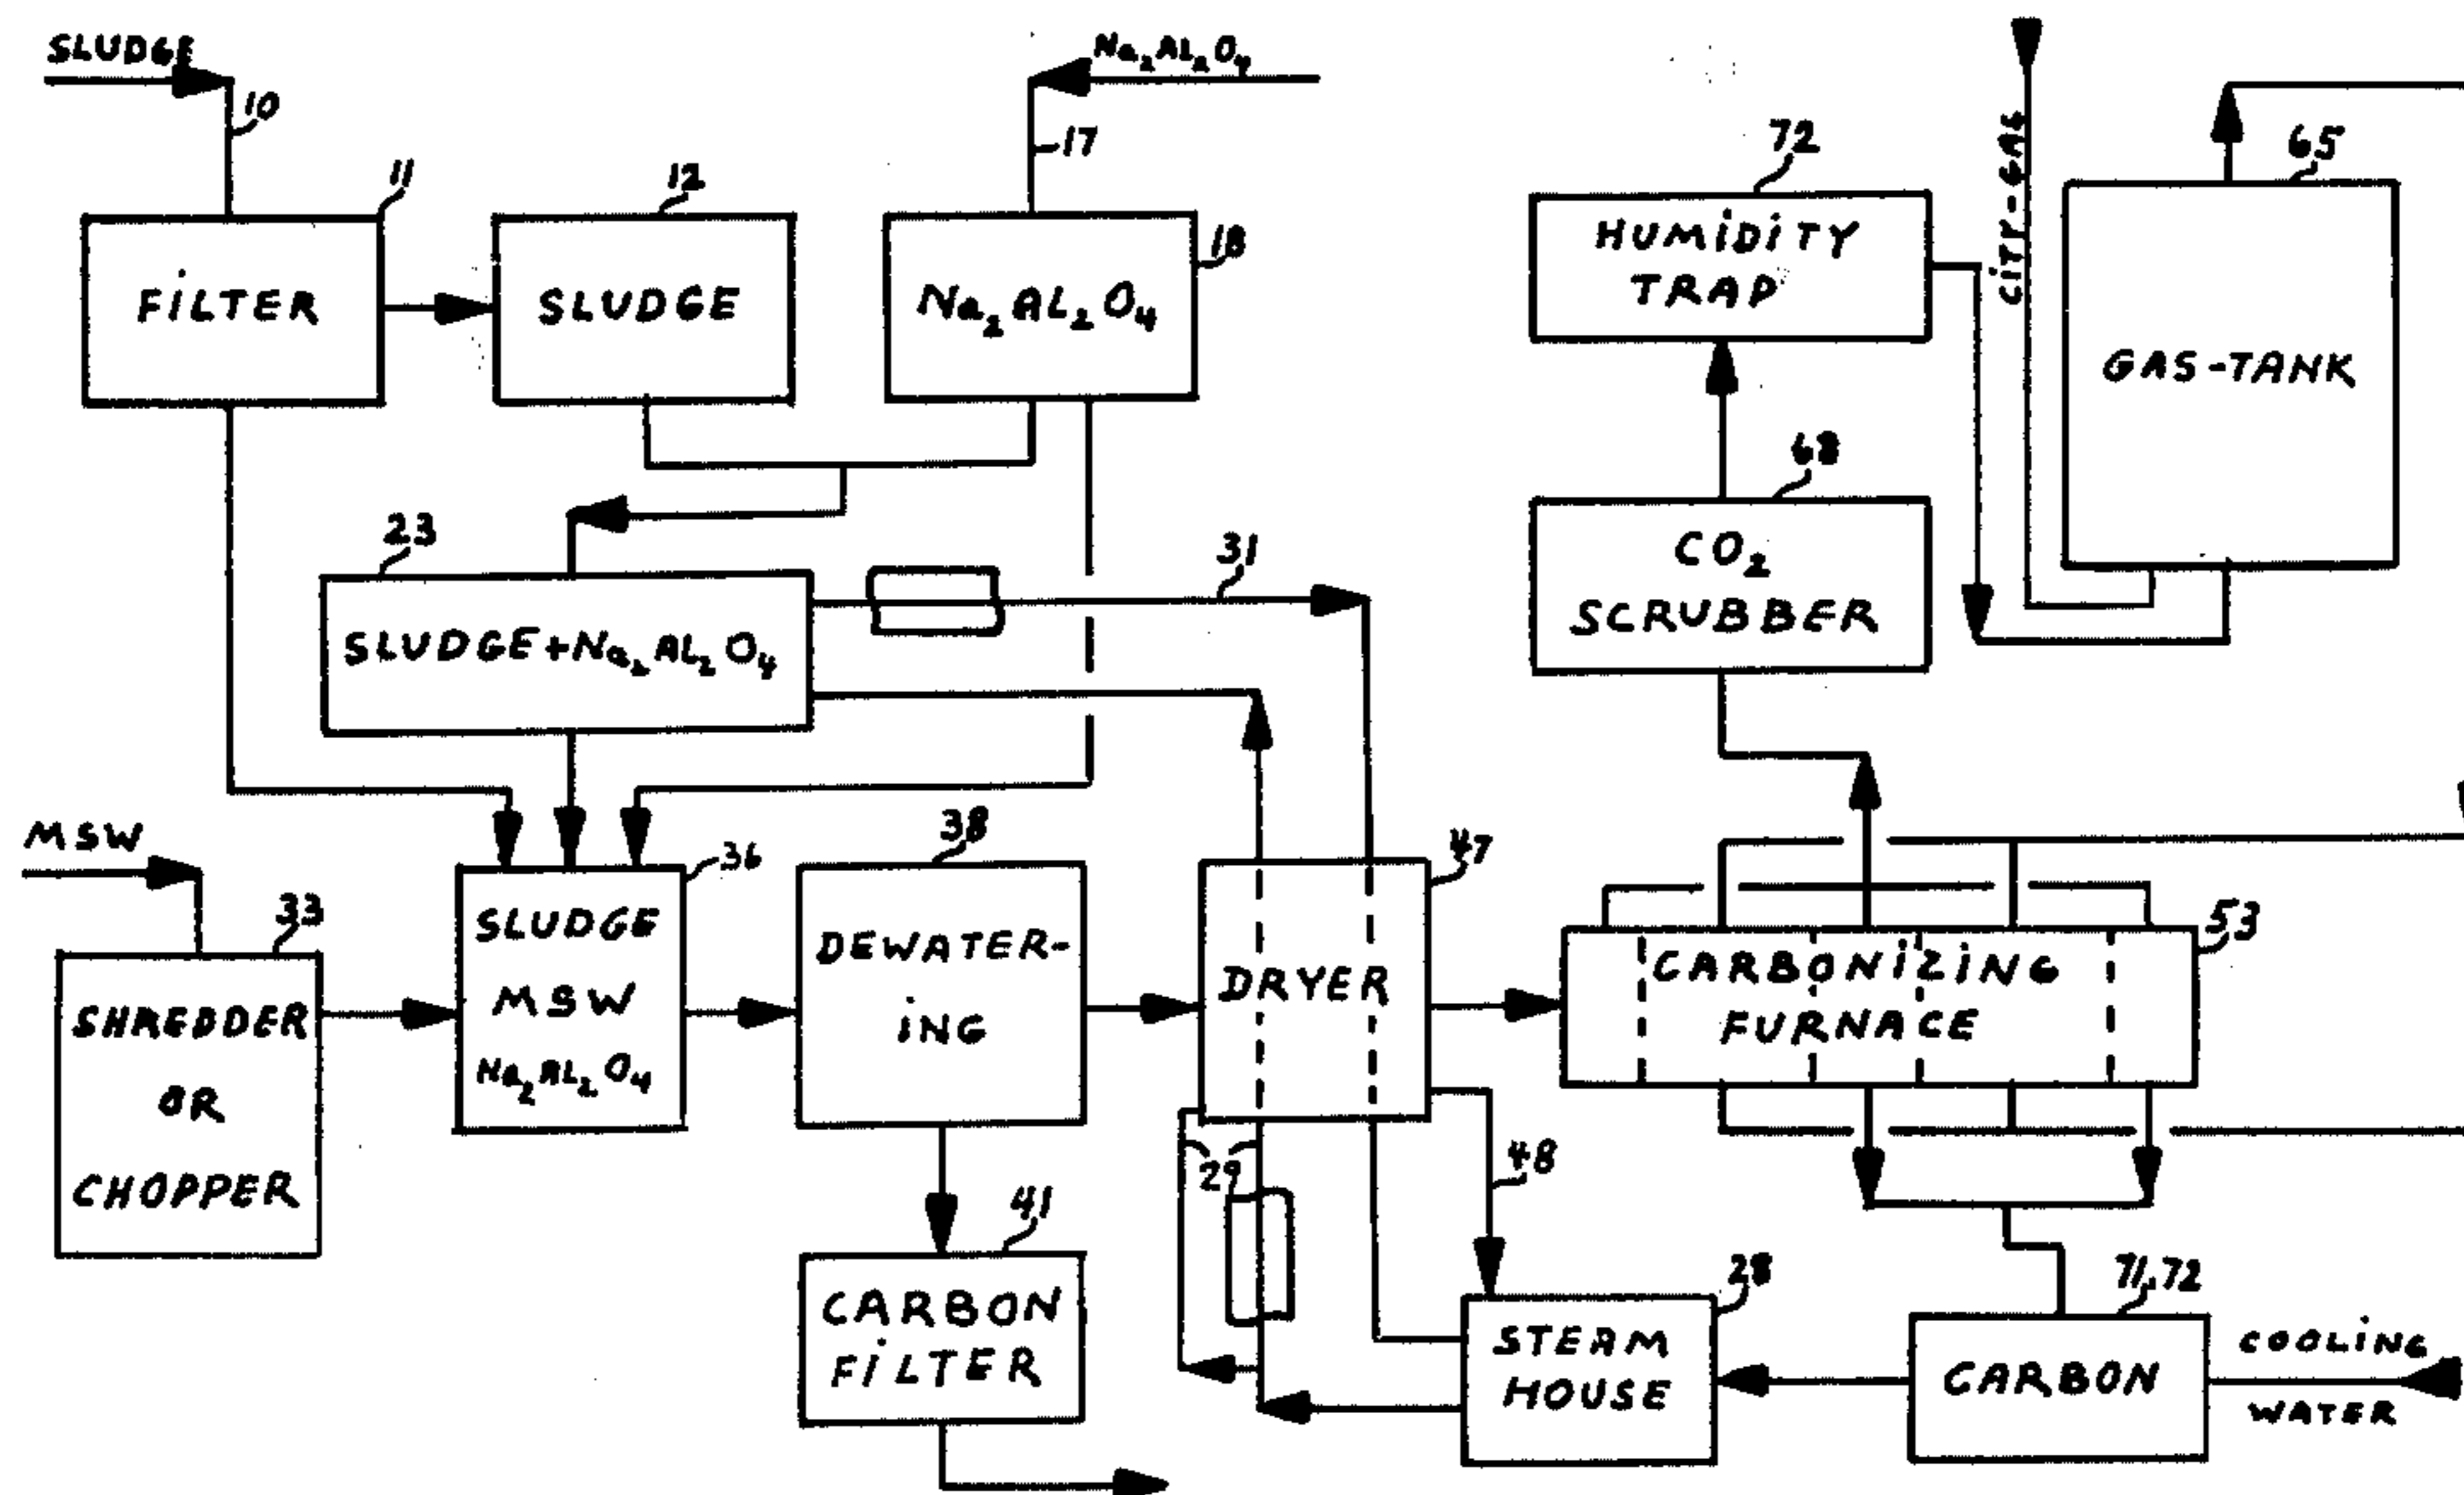 SLUDGE
10
Na2AL2O4
17
11
FiLTER
12
SLUDGE
18
Na2AL2O4
72
HUMiDiTY
TRAP
CiTY-GAS
65
GAS-TANK
68
CO2
SCRUBBER
23
SLUDGE+Na2AL2O4
31
MSW
33
SHREDDER
OR
CHOPPER
36
SLUDGE
MSW
Na2AL2O4
38
DEWATER-
iNG
47
DRYER
53
CARBONiZiNG
FURNACE
29
48
41
CARBON
FiLTER
28
STEAM
HOUSE
71,72
CARBON
COOLiNG
WATER